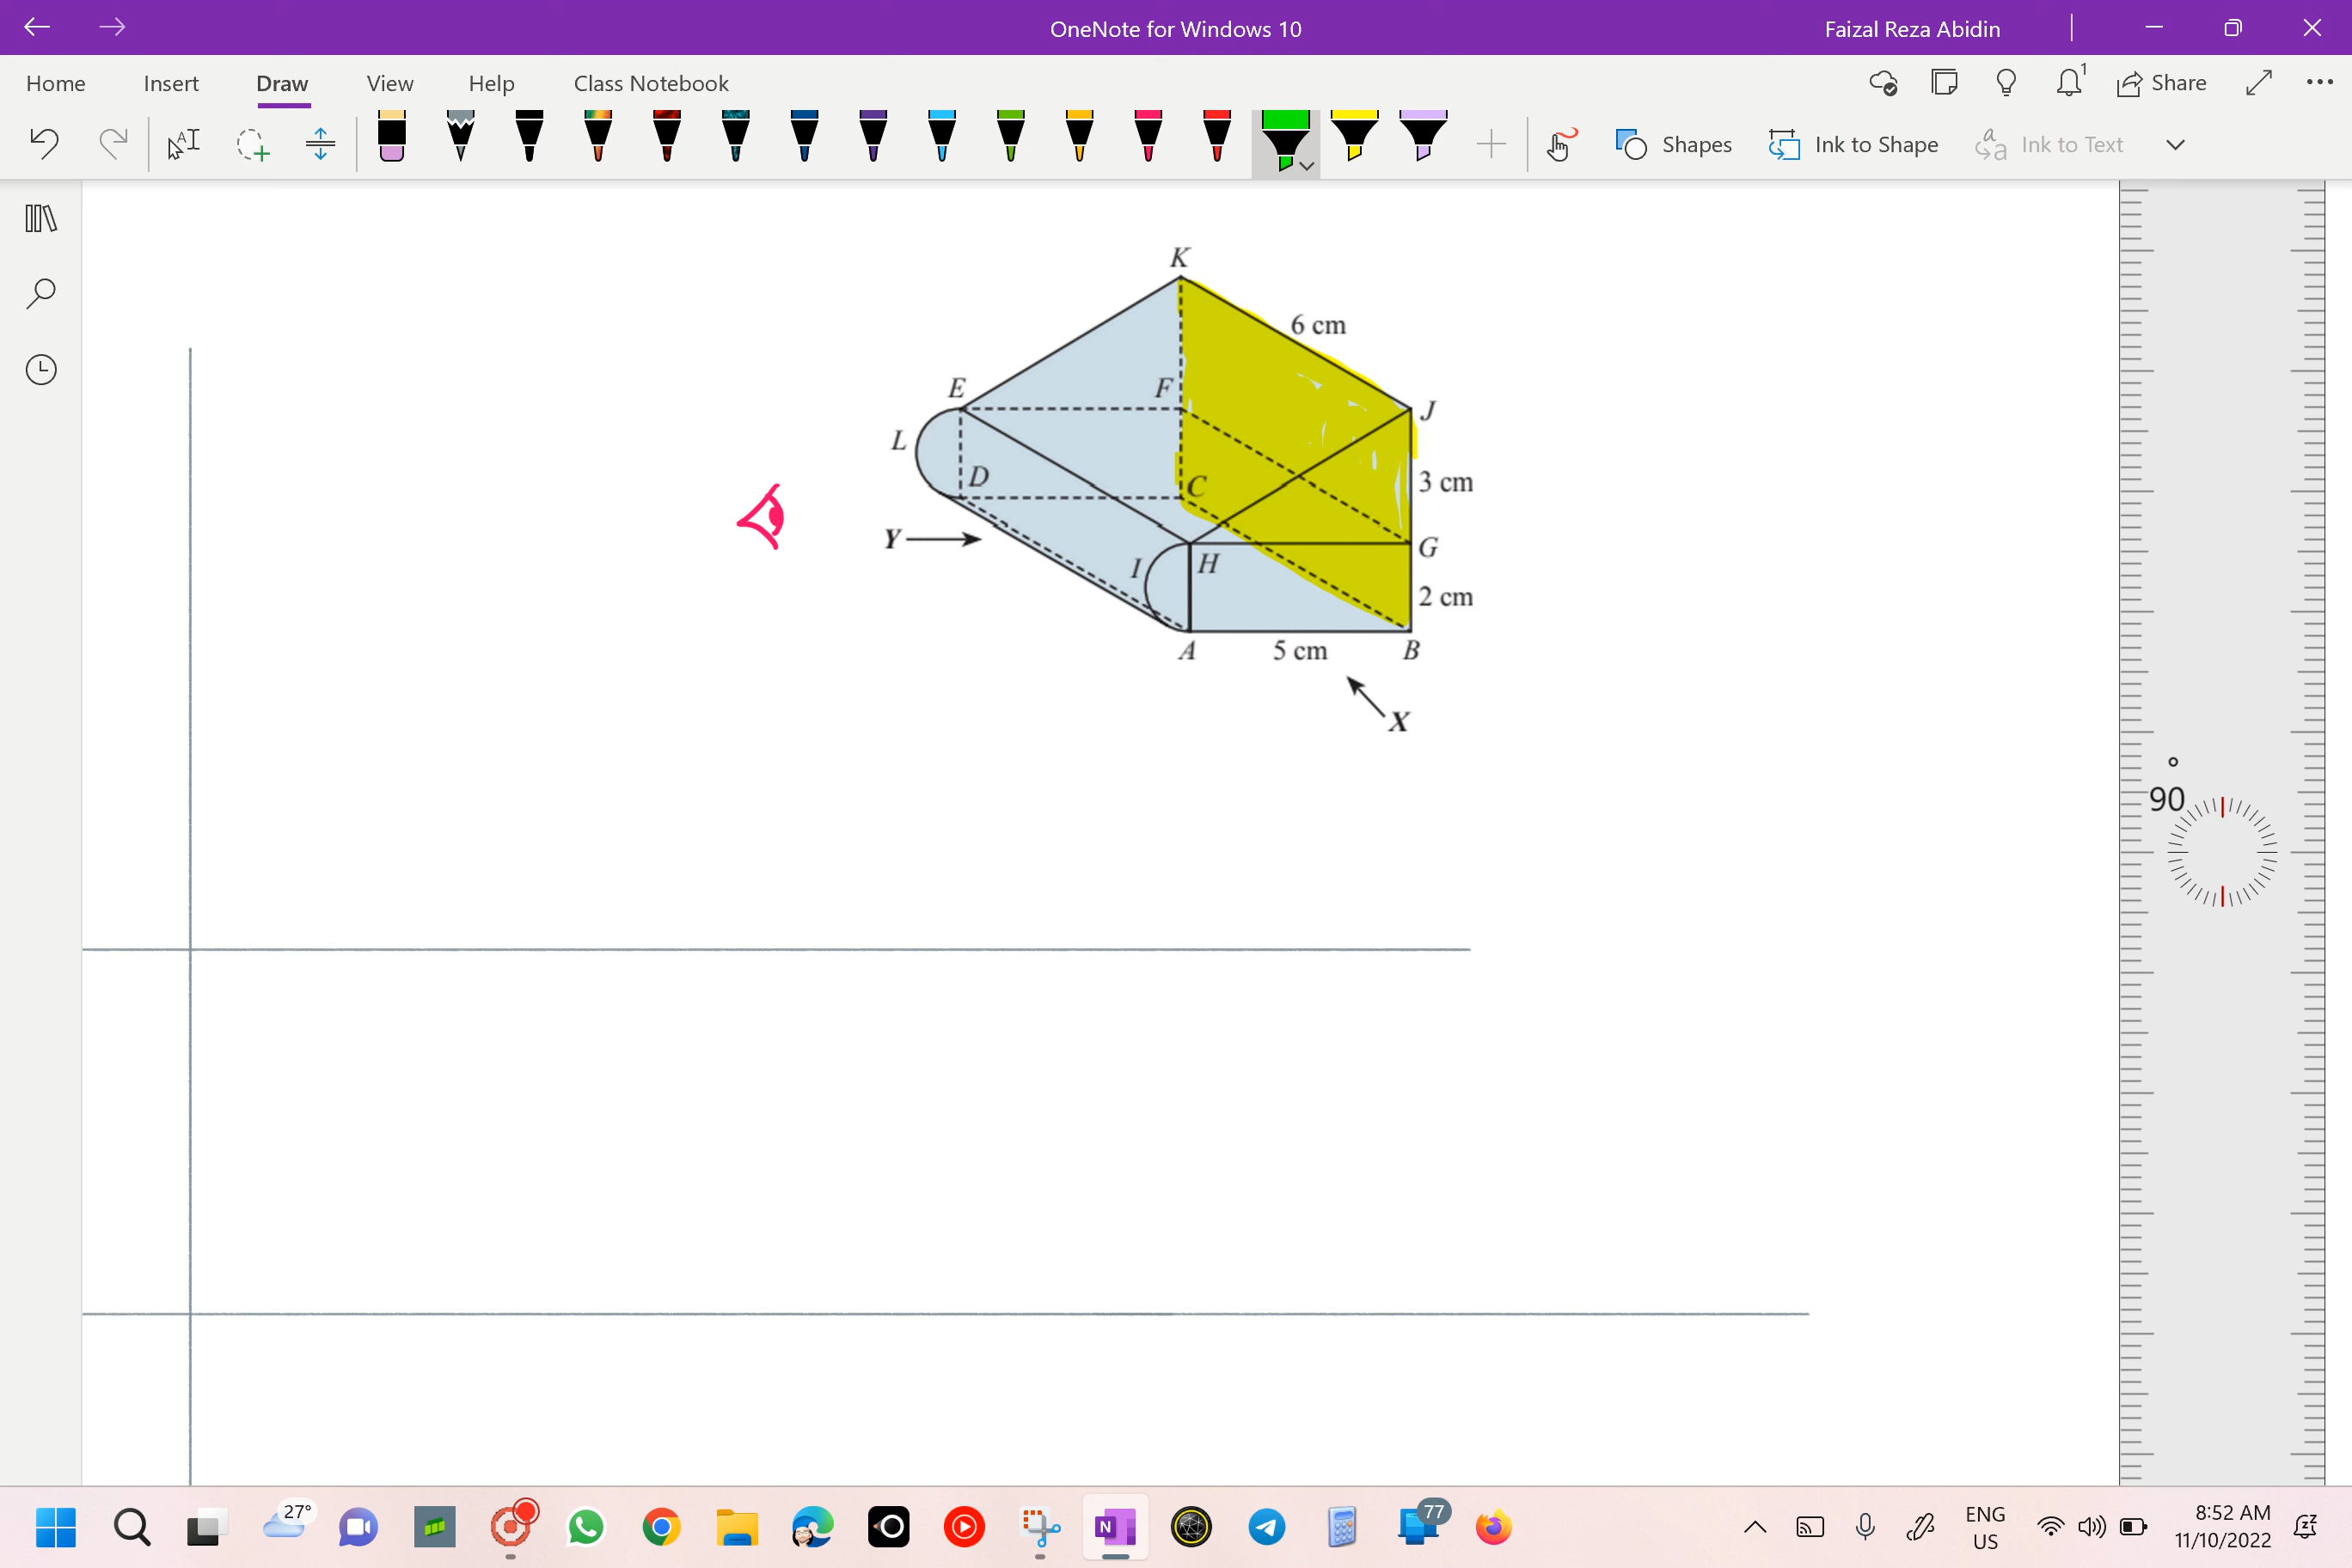 OneNote for Windows 10
Faizal Reza Abidin
Home Insert Draw View Help Class Notebook
1
Share
Shapes Ink to Shape Ink to Text
K
6 cm
E F J
L
D C 3 cm
Y
I H G
2 cm
A 5 cm B
X
90°
27°
77
ENG
US
8:52 AM
11/10/2022